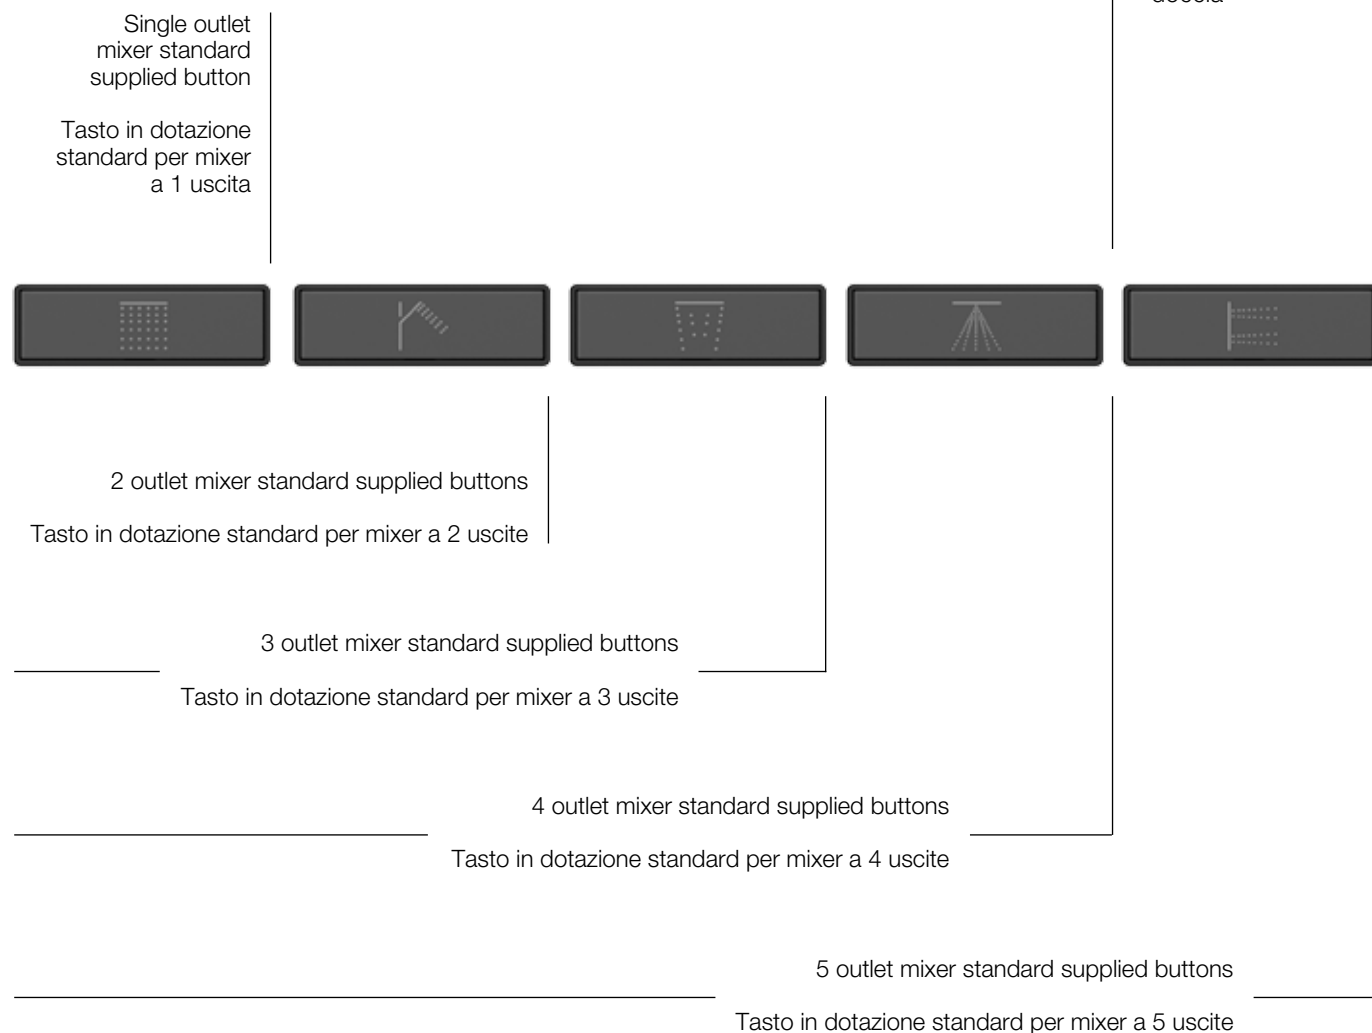 Single outlet
mixer standard
supplied button
Tasto in dotazione
standard per mixer
a 1 uscita
2 outlet mixer standard supplied buttons
Tasto in dotazione standard per mixer a 2 uscite
3 outlet mixer standard supplied buttons
Tasto in dotazione standard per mixer a 3 uscite
4 outlet mixer standard supplied buttons
Tasto in dotazione standard per mixer a 4 uscite
5 outlet mixer standard supplied buttons
Tasto in dotazione standard per mixer a 5 uscite